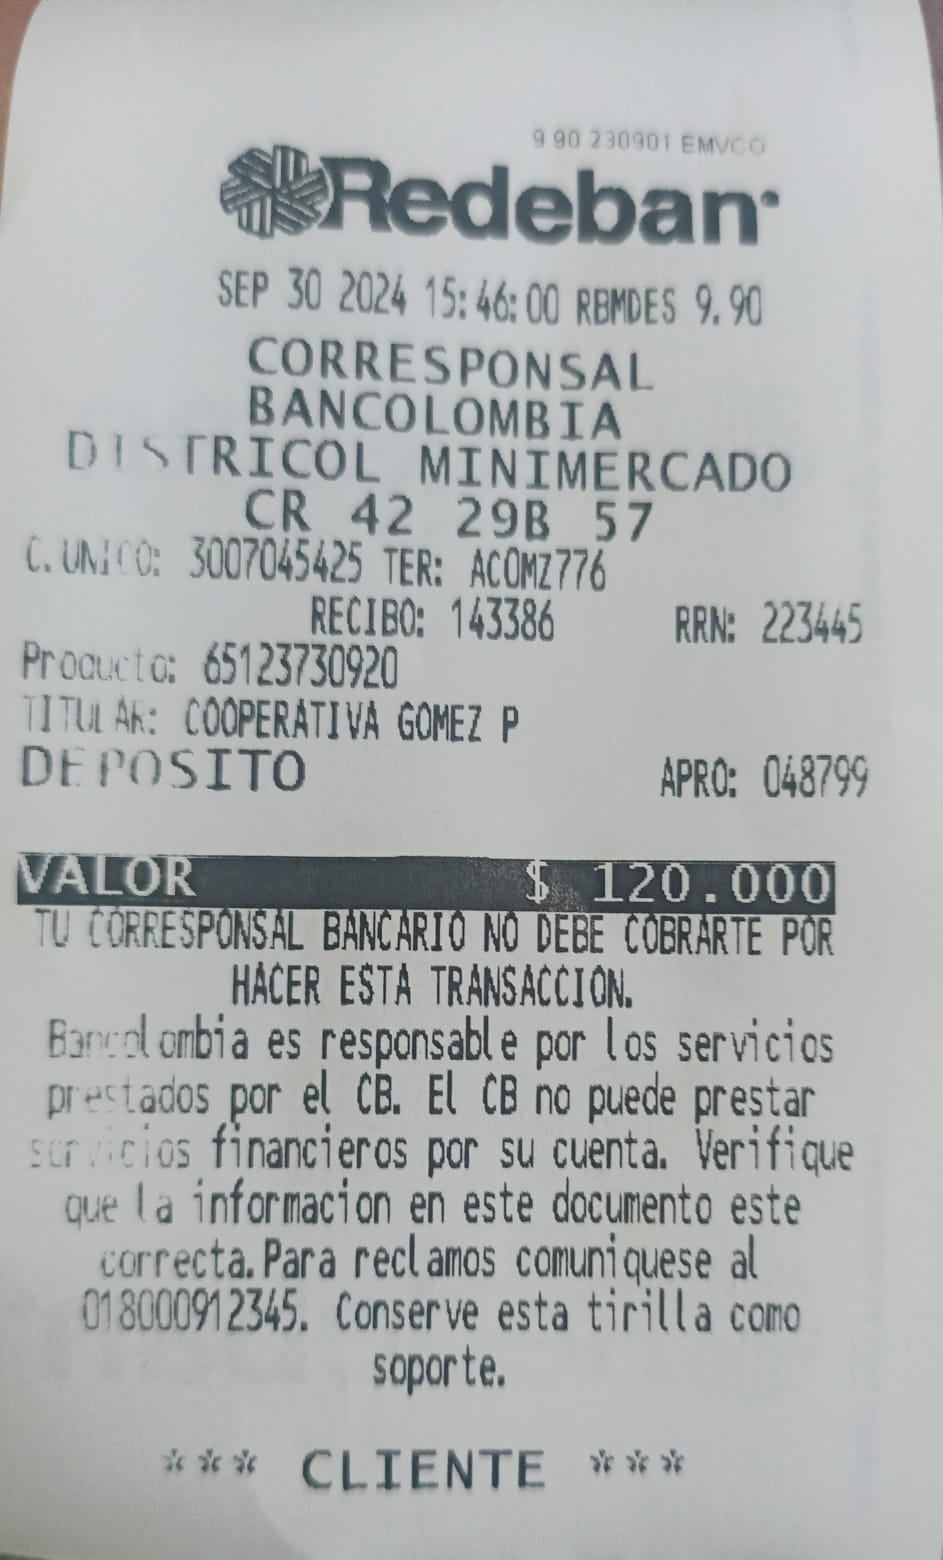 9 90 230901 EMVCO
Redeban
SEP 30 2024 15:46:00 RBMDES 9.90
CORRESPONSAL
BANCOLOMBIA
DISTRICOL MINIMERCADO
CR 42 29B 57
C. UNICO: 3007045425 TER: ACOMZ776
RECIBO: 143386 RRN: 223445
Producto: 65123730920
TITULAR: COOPERATIVA GOMEZ P
DEPOSITO APRO: 048799
VALOR $ 120.000
TU CORRESPONSAL BANCARIO NO DEBE COBRARTE POR
HACER ESTA TRANSACCION.
Bancolombia es responsable por los servicios
prestados por el CB. El CB no puede prestar
servicios financieros por su cuenta. Verifique
que la informacion en este documento este
correcta.Para reclamos comuniquese al
018000912345. Conserve esta tirilla como
soporte.
*** CLIENTE ***